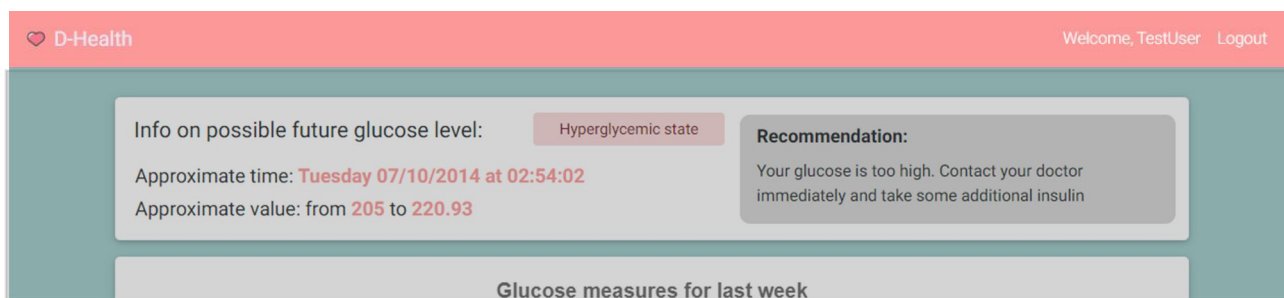 D-Health
Welcome, TestUser Logout
Info on possible future glucose level:
Hyperglycemic state
Approximate time: Tuesday 07/10/2014 at 02:54:02
Approximate value: from 205 to 220.93
Recommendation:
Your glucose is too high. Contact your doctor
immediately and take some additional insulin
Glucose measures for last week